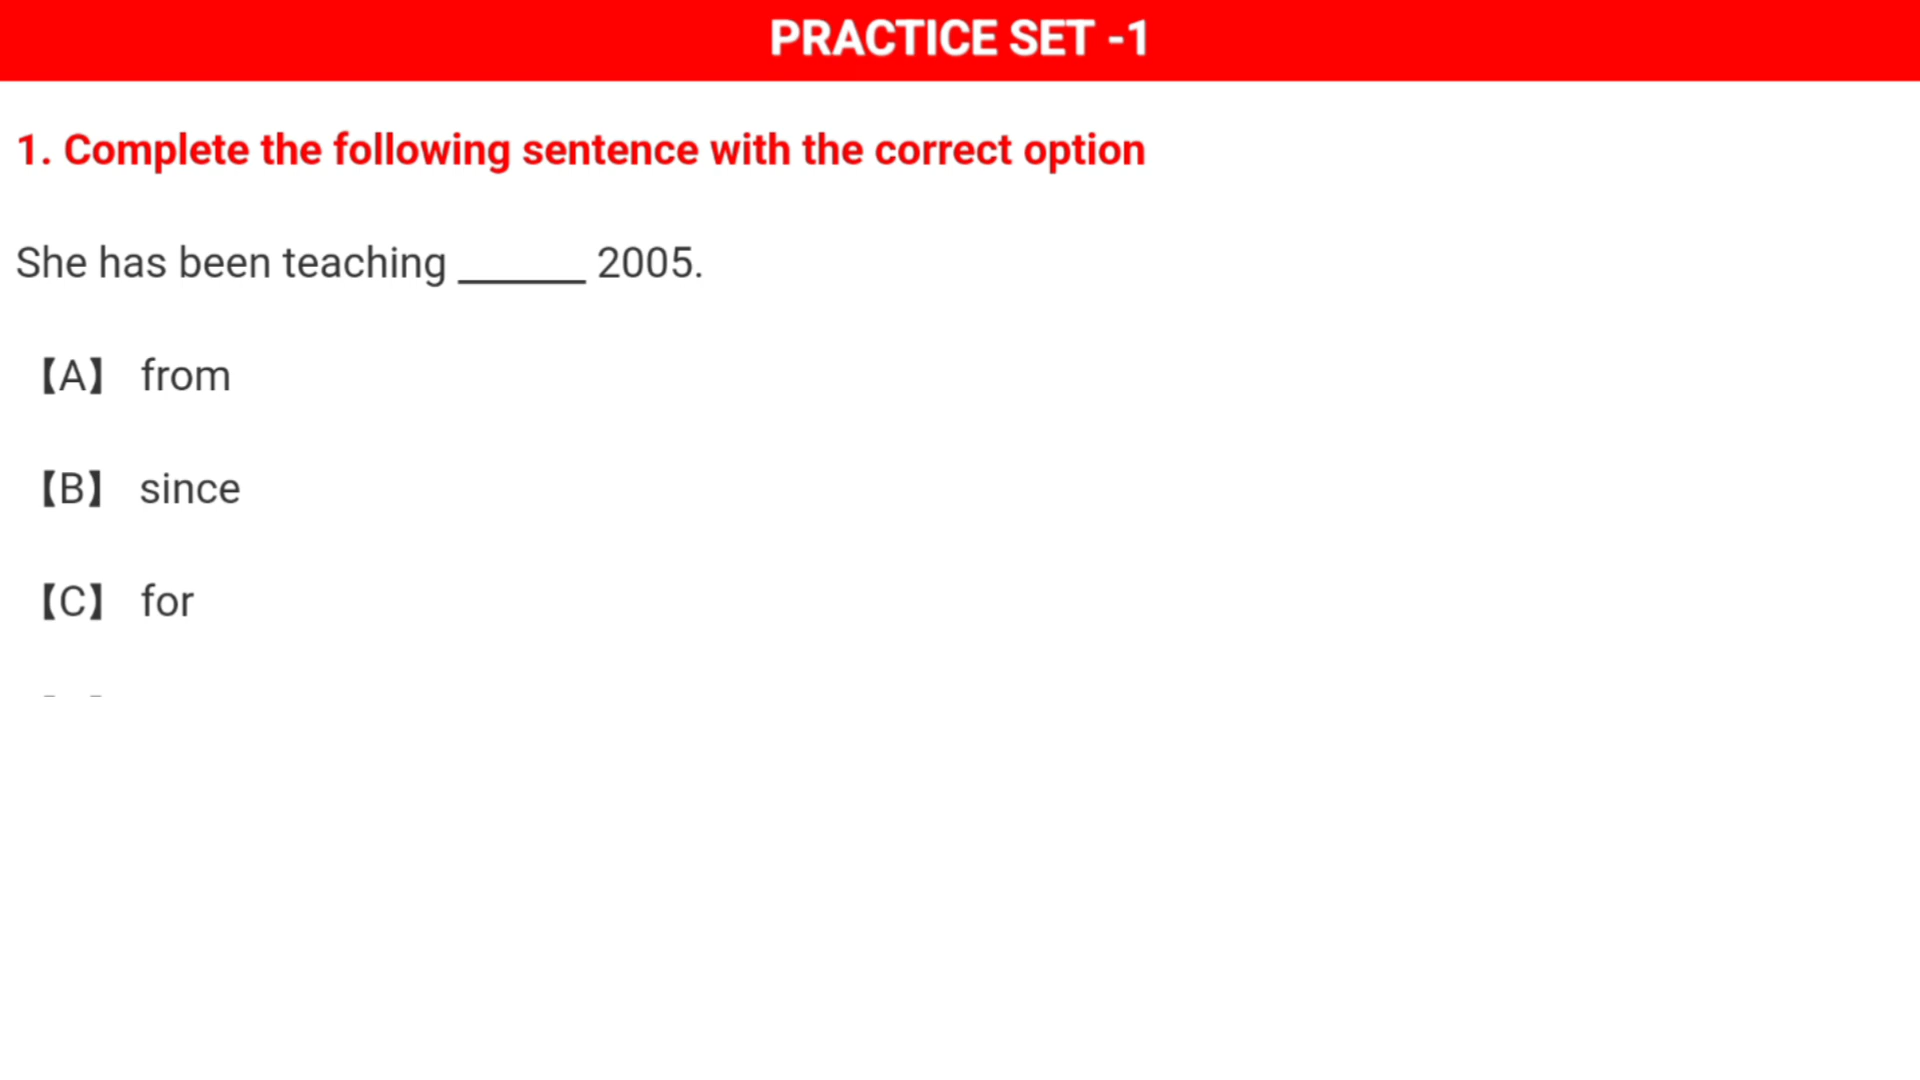 PRACTICE SET -1
1. Complete the following sentence with the correct option
She has been teaching ______ 2005.
【A】 from
【B】 since
【C】 for